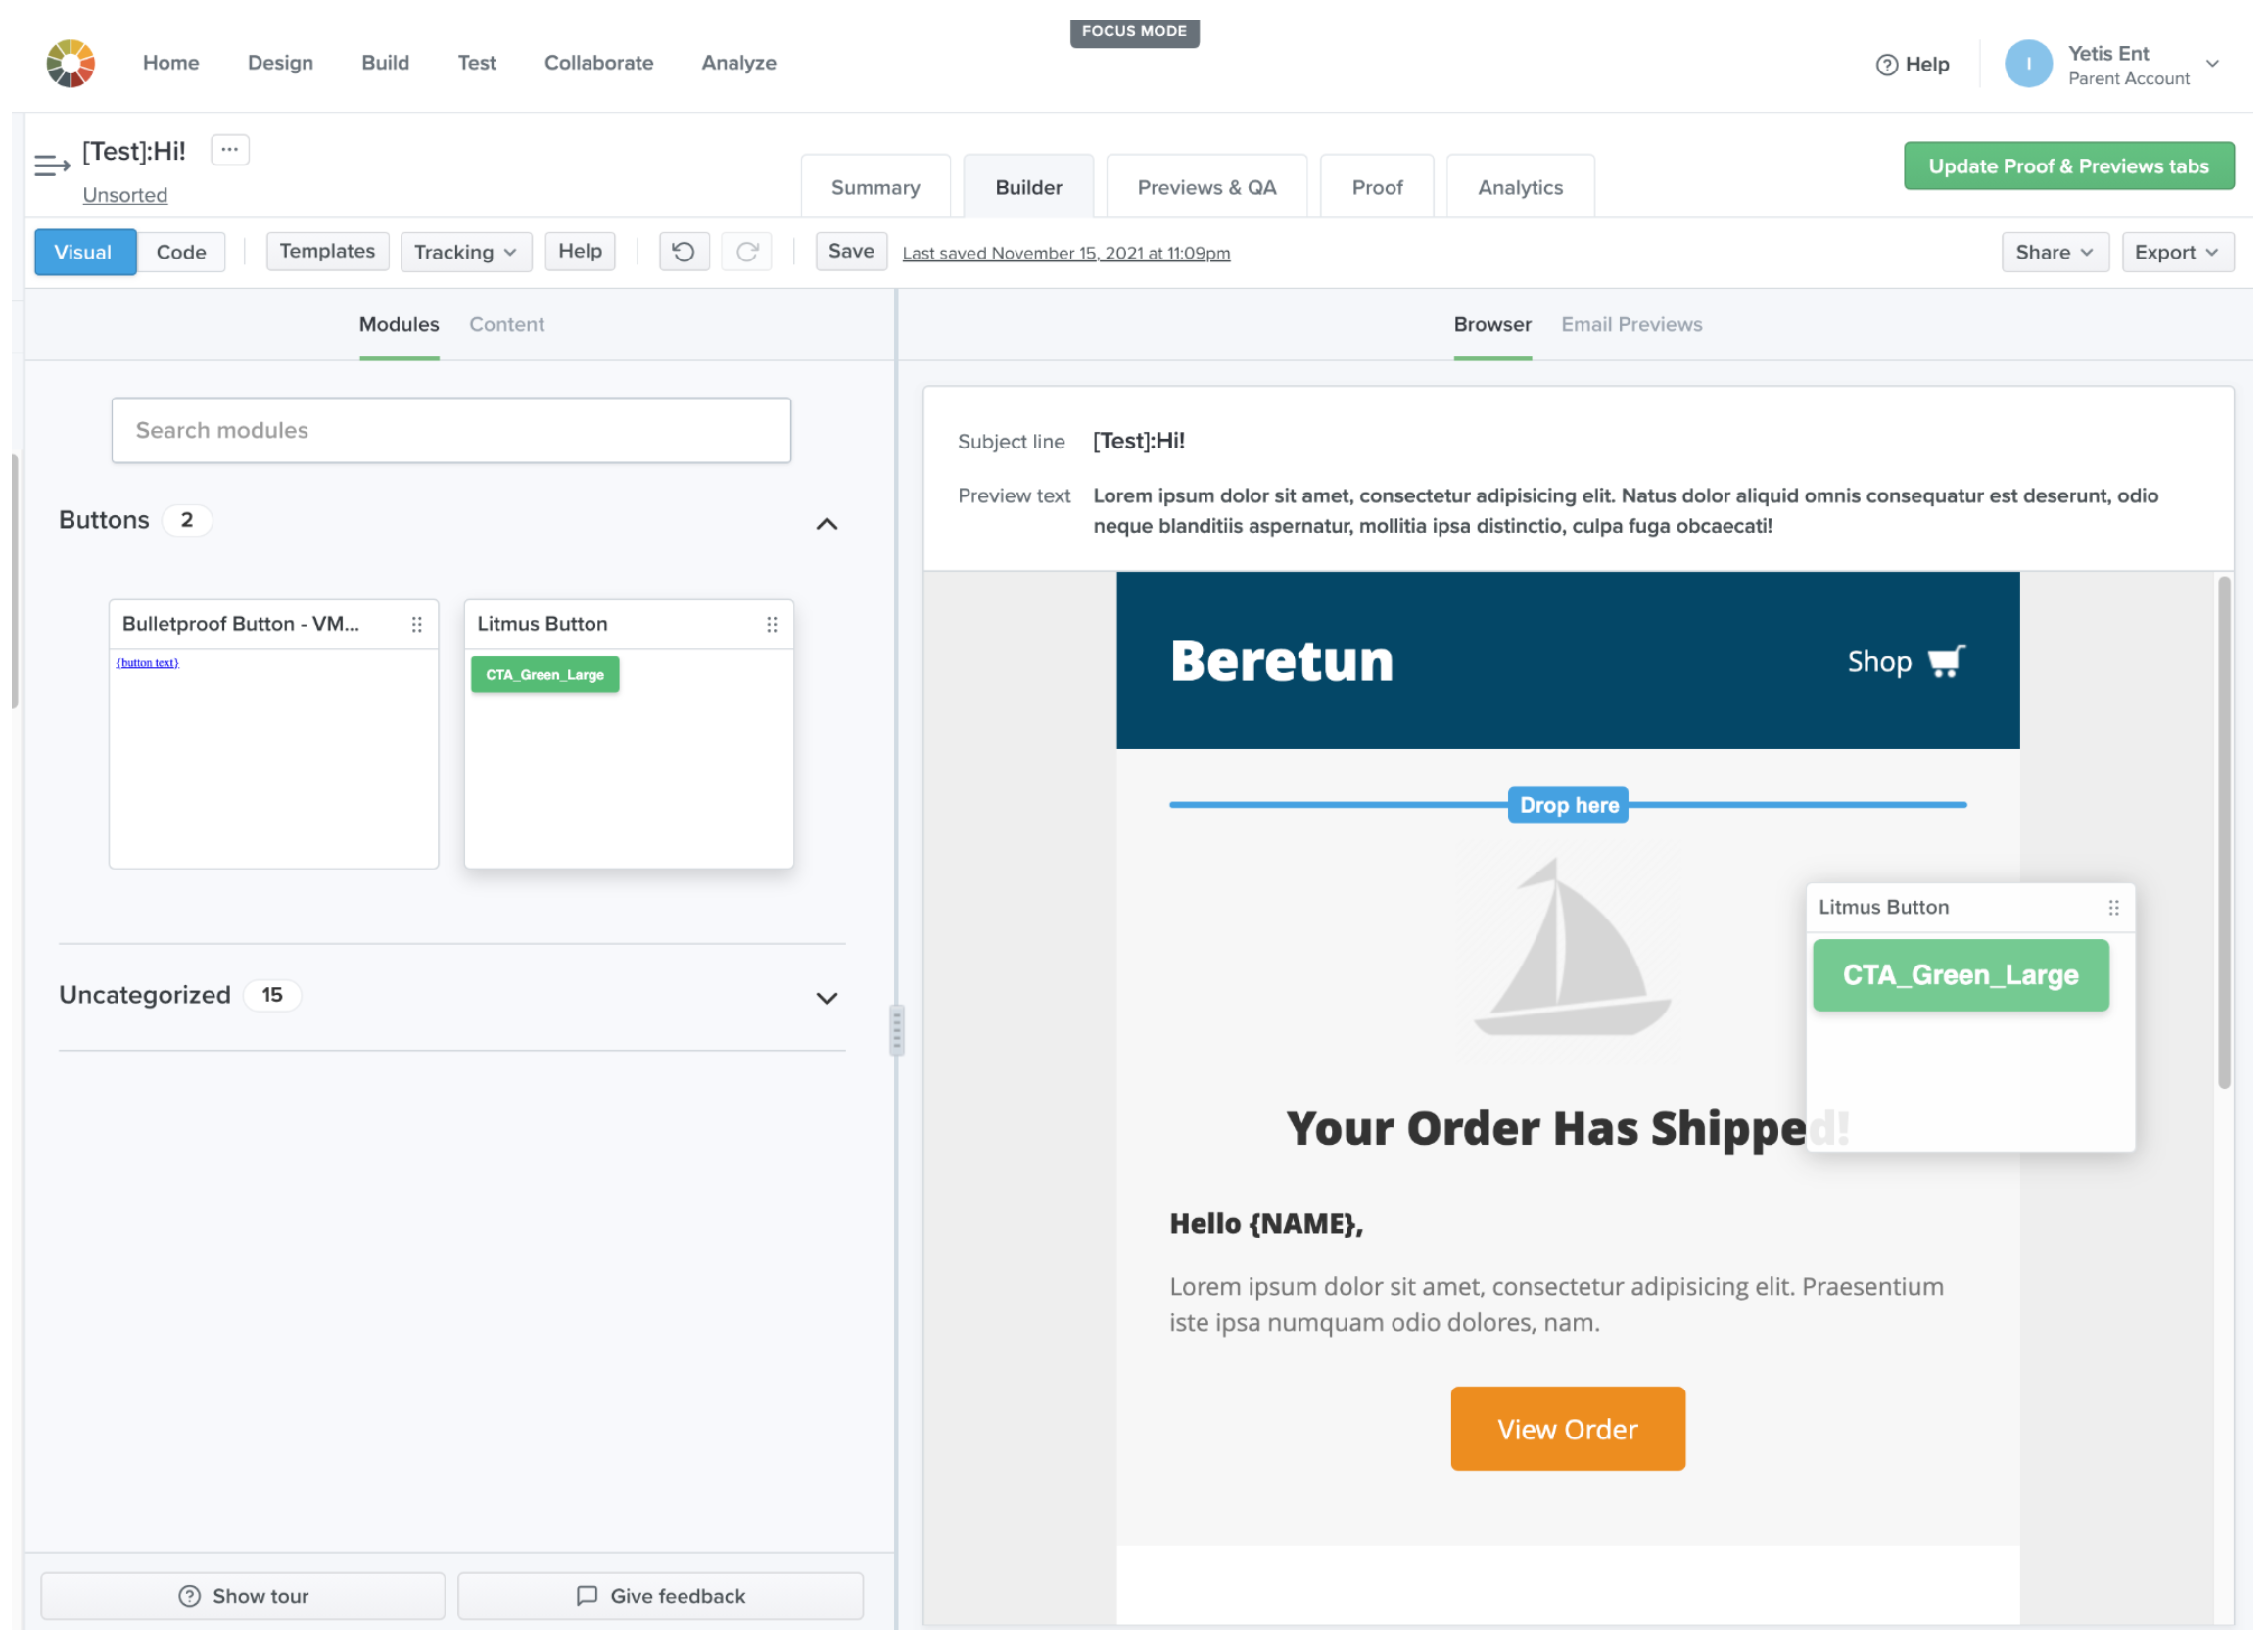 FOCUS MODE
Home Design Build Test Collaborate Analyze
Help
I
Yetis Ent
Parent Account
[Test]:Hi! ...
Unsorted
Summary Builder Previews & QA Proof Analytics
Update Proof & Previews tabs
Visual Code Templates Tracking Help Save Last saved November 15, 2021 at 11:09pm Share Export
Modules Content
Search modules
Buttons 2
Bulletproof Button - VM...
{button text}
Litmus Button
CTA_Green_Large
Uncategorized 15
Show tour Give feedback
Browser Email Previews
Subject line [Test]:Hi!
Preview text Lorem ipsum dolor sit amet, consectetur adipisicing elit. Natus dolor aliquid omnis consequatur est deserunt, odio
neque blanditiis aspernatur, mollitia ipsa distinctio, culpa fuga obcaecati!
Beretun Shop
Drop here
Litmus Button
CTA_Green_Large
Your Order Has Shipped!
Hello {NAME},
Lorem ipsum dolor sit amet, consectetur adipisicing elit. Praesentium
iste ipsa numquam odio dolores, nam.
View Order